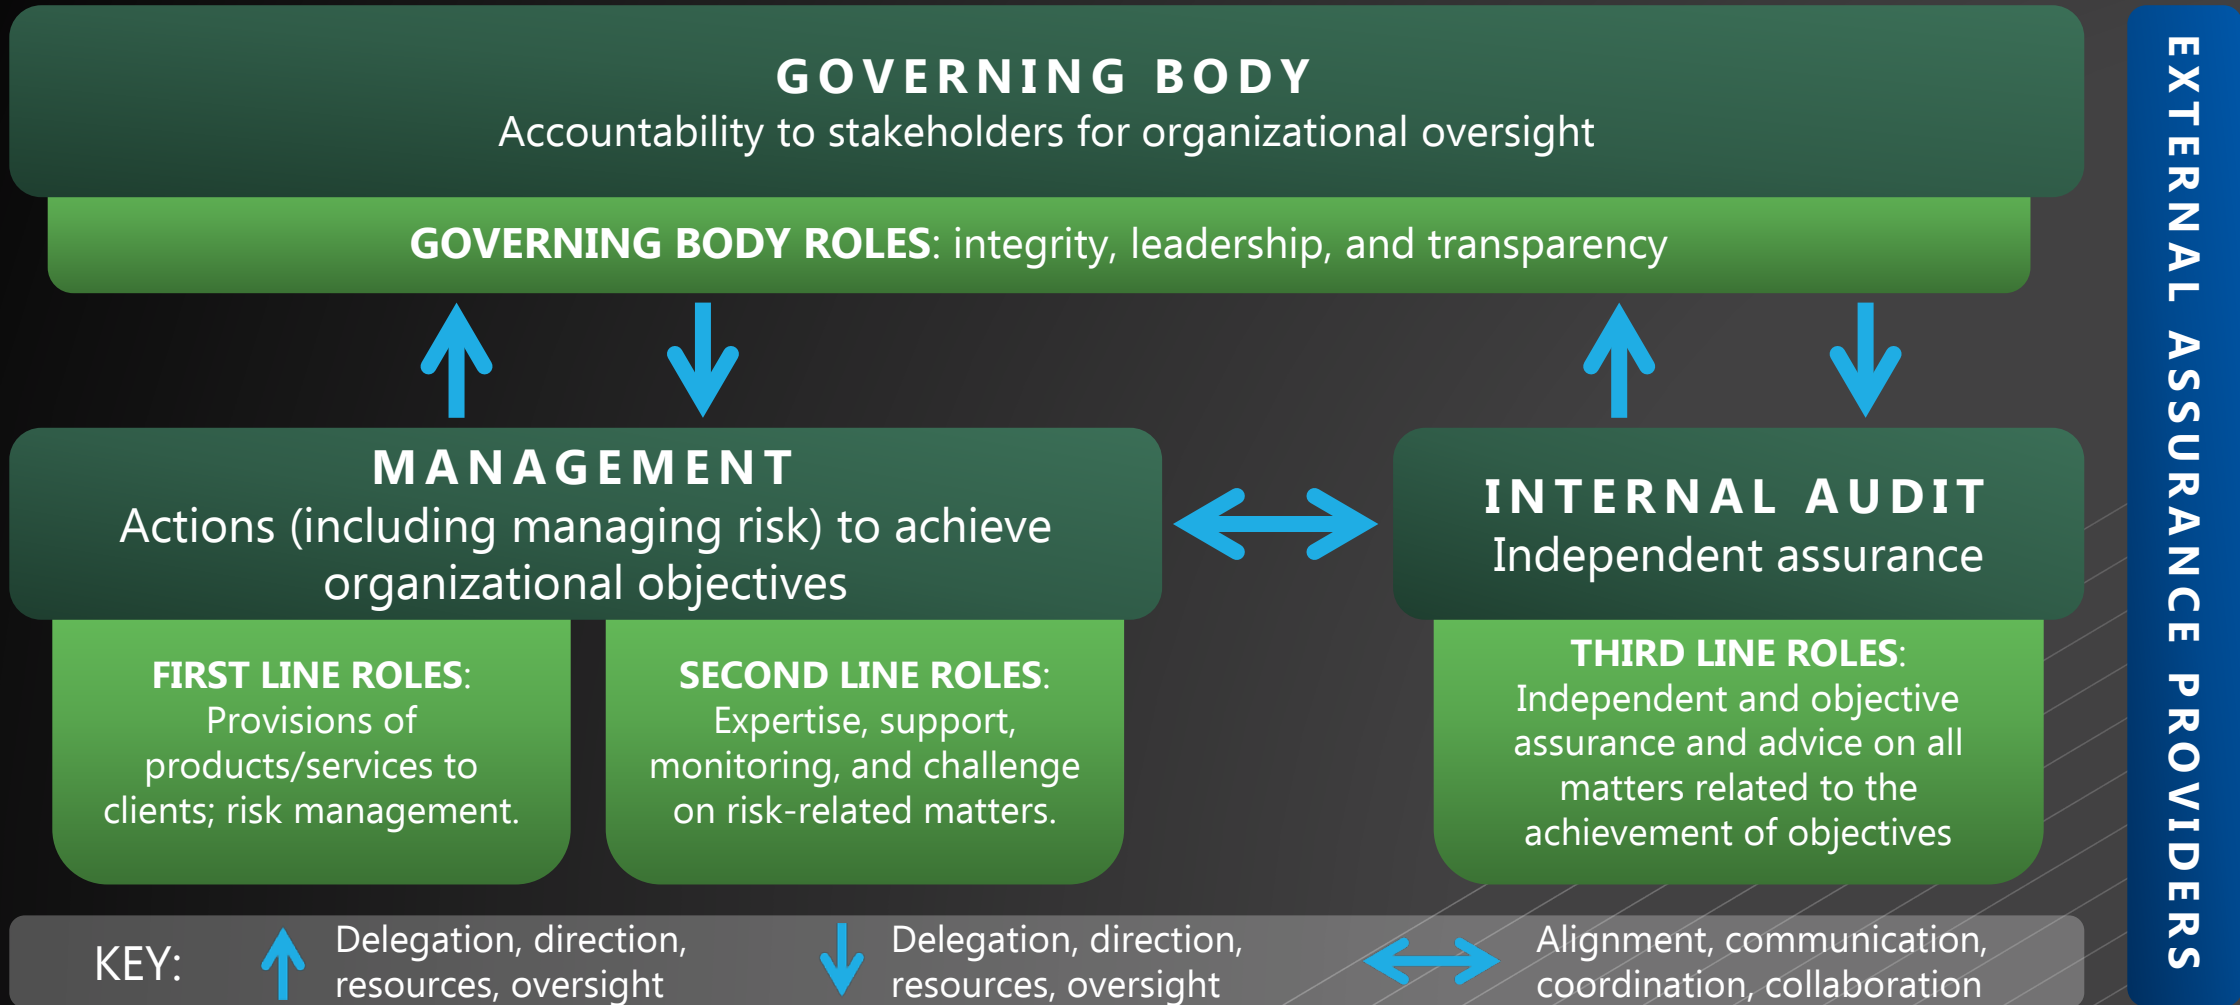 GOVERNING BODY
Accountability to stakeholders for organizational oversight
GOVERNING BODY ROLES: integrity, leadership, and transparency
MANAGEMENT
Actions (including managing risk) to achieve
organizational objectives
INTERNAL AUDIT
Independent assurance
FIRST LINE ROLES:
Provisions of
products/services to
clients; risk management.
SECOND LINE ROLES:
Expertise, support,
monitoring, and challenge
on risk-related matters.
THIRD LINE ROLES:
Independent and objective
assurance and advice on all
matters related to the
achievement of objectives
KEY:
Delegation, direction,
resources, oversight
Delegation, direction,
resources, oversight
Alignment, communication,
coordination, collaboration
EXTERNAL ASSURANCE PROVIDERS